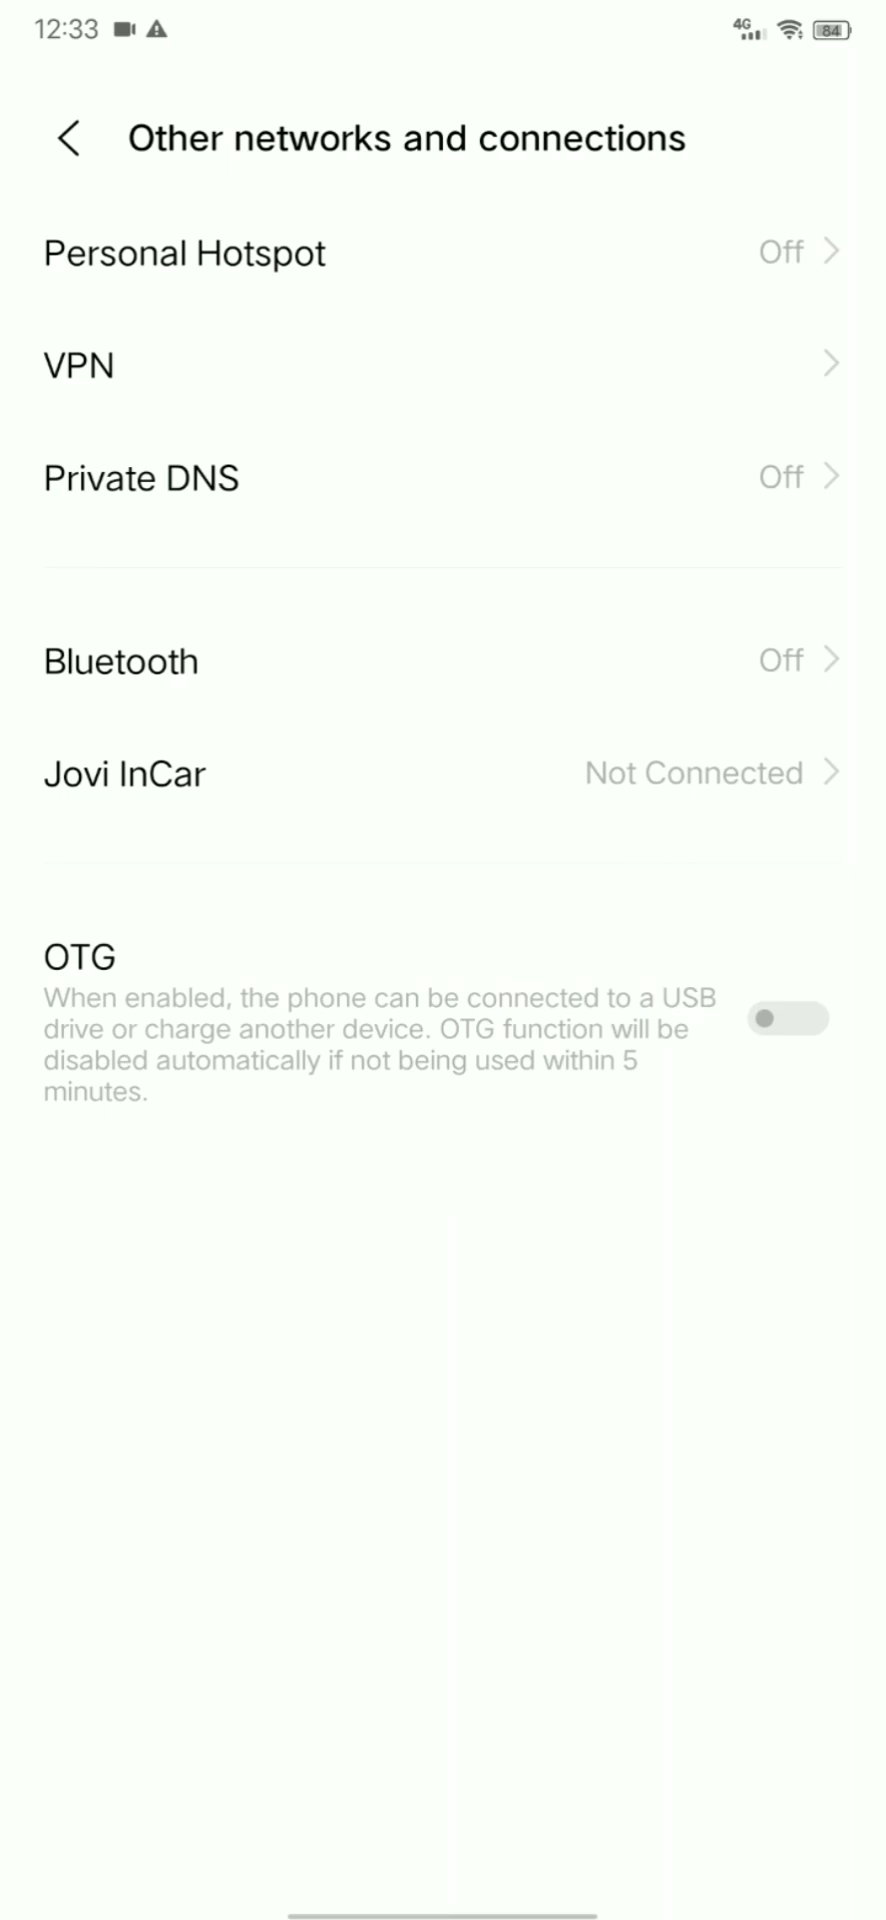 12:33 4G 84
Other networks and connections
Personal Hotspot Off
VPN
Private DNS Off
Bluetooth Off
Jovi InCar Not Connected
OTG
When enabled, the phone can be connected to a USB
drive or charge another device. OTG function will be
disabled automatically if not being used within 5
minutes.